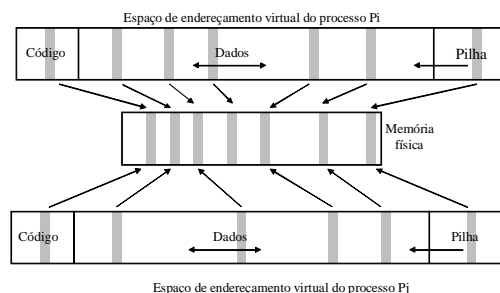 Espaço de endereçamento virtual do processo Pi
Código
Dados
Pilha
Memória
física
Código
Dados
Pilha
Espaço de endereçamento virtual do processo Pj